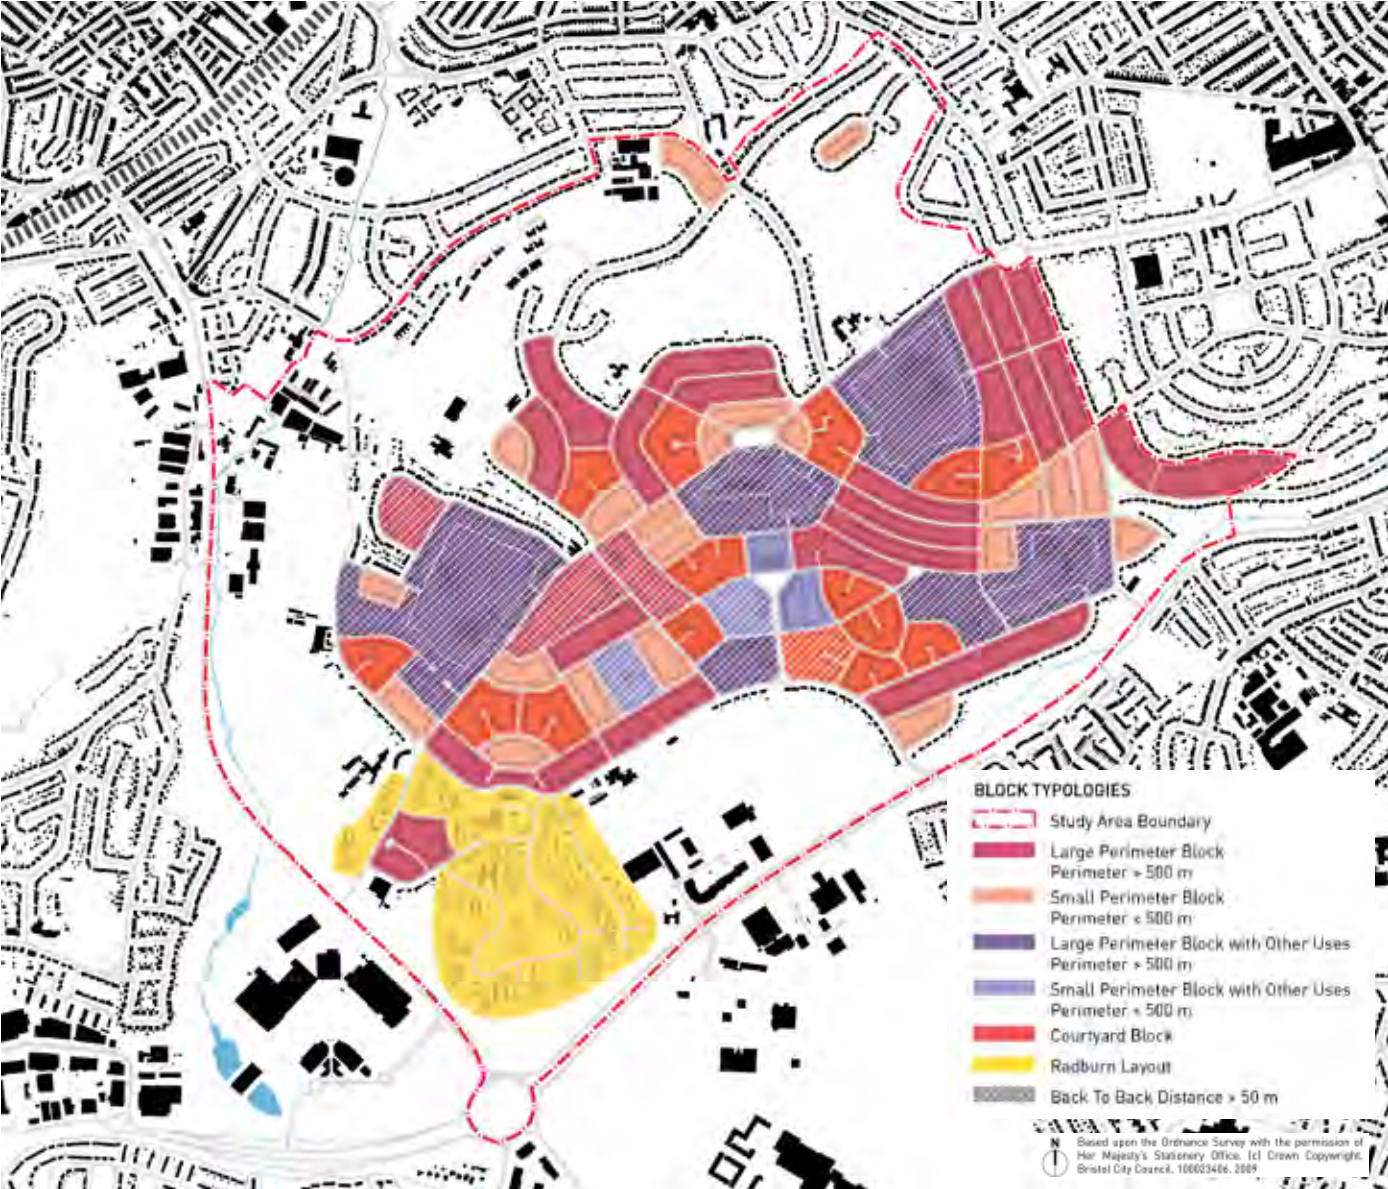 BLOCK TYPOLOGIES
Study Area Boundary
Large Perimeter Block
Perimeter > 500 m
Small Perimeter Block
Perimeter < 500 m
Large Perimeter Block with Other Uses
Perimeter > 500 m
Small Perimeter Block with Other Uses
Perimeter < 500 m
Courtyard Block
Radburn Layout
Back To Back Distance > 50 m
N
Based upon the Ordnance Survey with the permission of
Her Majesty's Stationery Office. (c) Crown Copywright.
Bristol City Council. 100023406. 2009